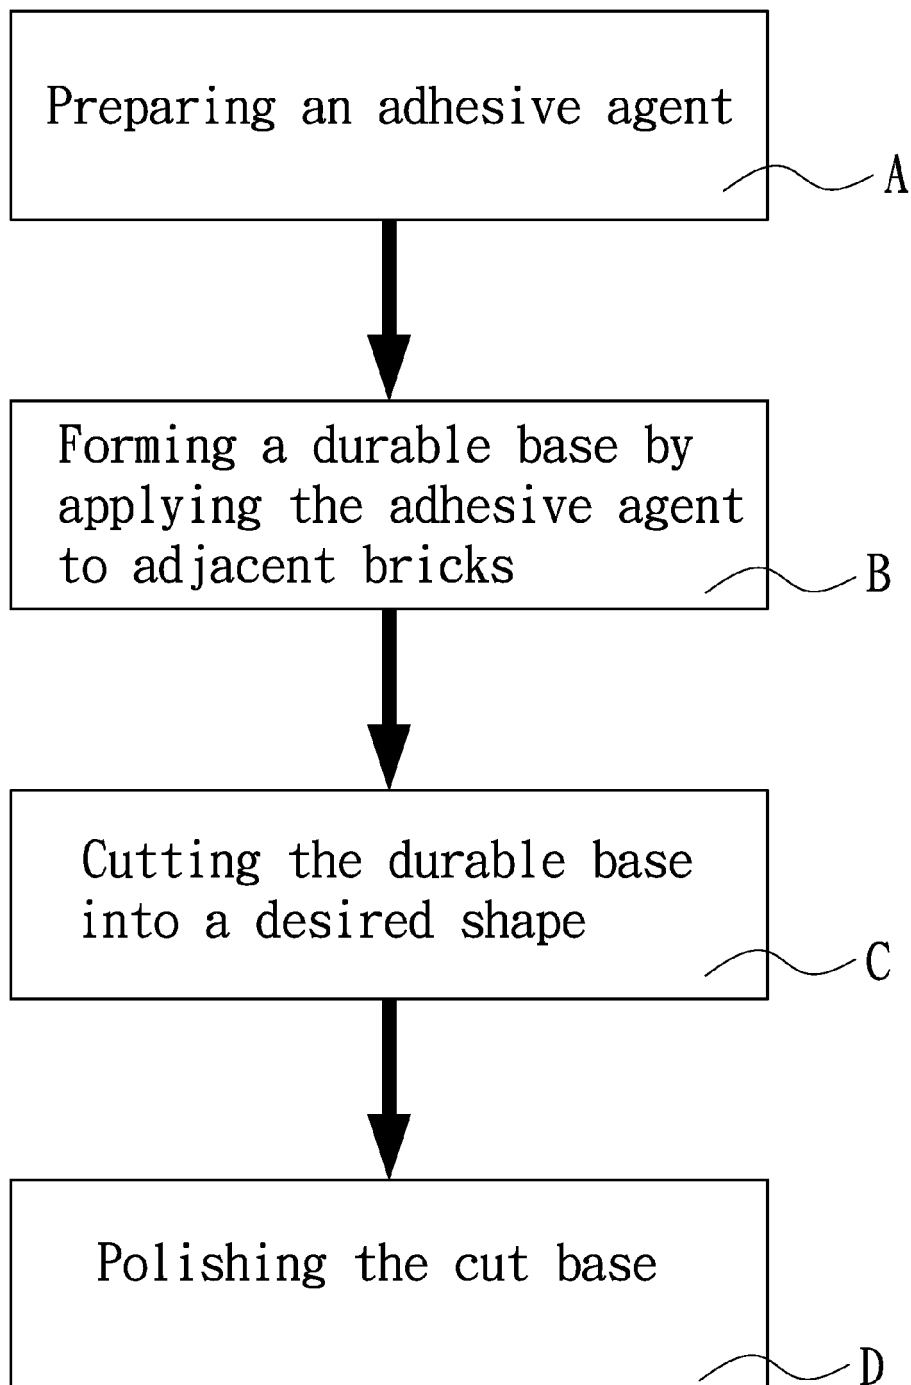 Preparing an adhesive agent
A
Forming a durable base by
applying the adhesive agent
to adjacent bricks
B
Cutting the durable base
into a desired shape
C
Polishing the cut base
D